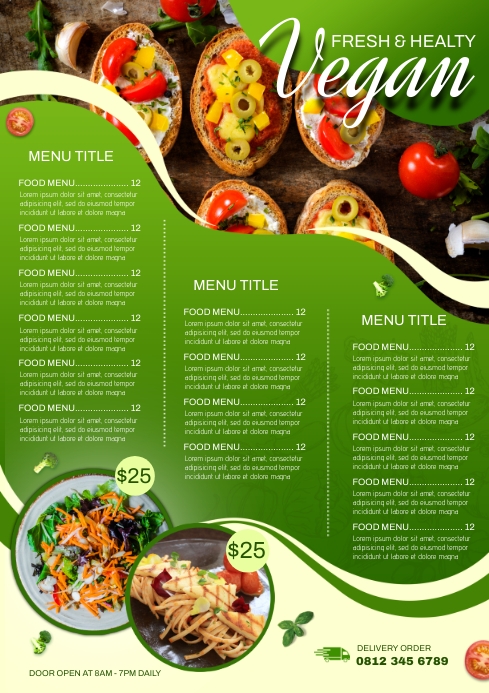 FRESH & HEALTY
Vegan
MENU TITLE
FOOD MENU.................... 12
Lorem ipsum dolor sit amet, consectetur
adipisicing elit, sed do eiusmod tempor
incididunt ut labore et dolore magna
FOOD MENU.................... 12
Lorem ipsum dolor sit amet, consectetur
adipisicing elit, sed do eiusmod tempor
incididunt ut labore et dolore magna
FOOD MENU.................... 12
Lorem ipsum dolor sit amet, consectetur
adipisicing elit, sed do eiusmod tempor
incididunt ut labore et dolore magna
FOOD MENU.................... 12
Lorem ipsum dolor sit amet, consectetur
adipisicing elit, sed do eiusmod tempor
incididunt ut labore et dolore magna
FOOD MENU.................... 12
Lorem ipsum dolor sit amet, consectetur
adipisicing elit, sed do eiusmod tempor
incididunt ut labore et dolore magna
FOOD MENU.................... 12
Lorem ipsum dolor sit amet, consectetur
adipisicing elit, sed do eiusmod tempor
incididunt ut labore et dolore magna
MENU TITLE
FOOD MENU.................... 12
Lorem ipsum dolor sit amet, consectetur
adipisicing elit, sed do eiusmod tempor
incididunt ut labore et dolore magna
FOOD MENU.................... 12
Lorem ipsum dolor sit amet, consectetur
adipisicing elit, sed do eiusmod tempor
incididunt ut labore et dolore magna
FOOD MENU.................... 12
Lorem ipsum dolor sit amet, consectetur
adipisicing elit, sed do eiusmod tempor
incididunt ut labore et dolore magna
FOOD MENU.................... 12
Lorem ipsum dolor sit amet, consectetur
adipisicing elit, sed do eiusmod tempor
incididunt ut labore et dolore magna
MENU TITLE
FOOD MENU.................... 12
Lorem ipsum dolor sit amet, consectetur
adipisicing elit, sed do eiusmod tempor
incididunt ut labore et dolore magna
FOOD MENU.................... 12
Lorem ipsum dolor sit amet, consectetur
adipisicing elit, sed do eiusmod tempor
incididunt ut labore et dolore magna
FOOD MENU.................... 12
Lorem ipsum dolor sit amet, consectetur
adipisicing elit, sed do eiusmod tempor
incididunt ut labore et dolore magna
FOOD MENU.................... 12
Lorem ipsum dolor sit amet, consectetur
adipisicing elit, sed do eiusmod tempor
incididunt ut labore et dolore magna
FOOD MENU.................... 12
Lorem ipsum dolor sit amet, consectetur
adipisicing elit, sed do eiusmod tempor
incididunt ut labore et dolore magna
$25
$25
DELIVERY ORDER
0812 345 6789
DOOR OPEN AT 8AM - 7PM DAILY